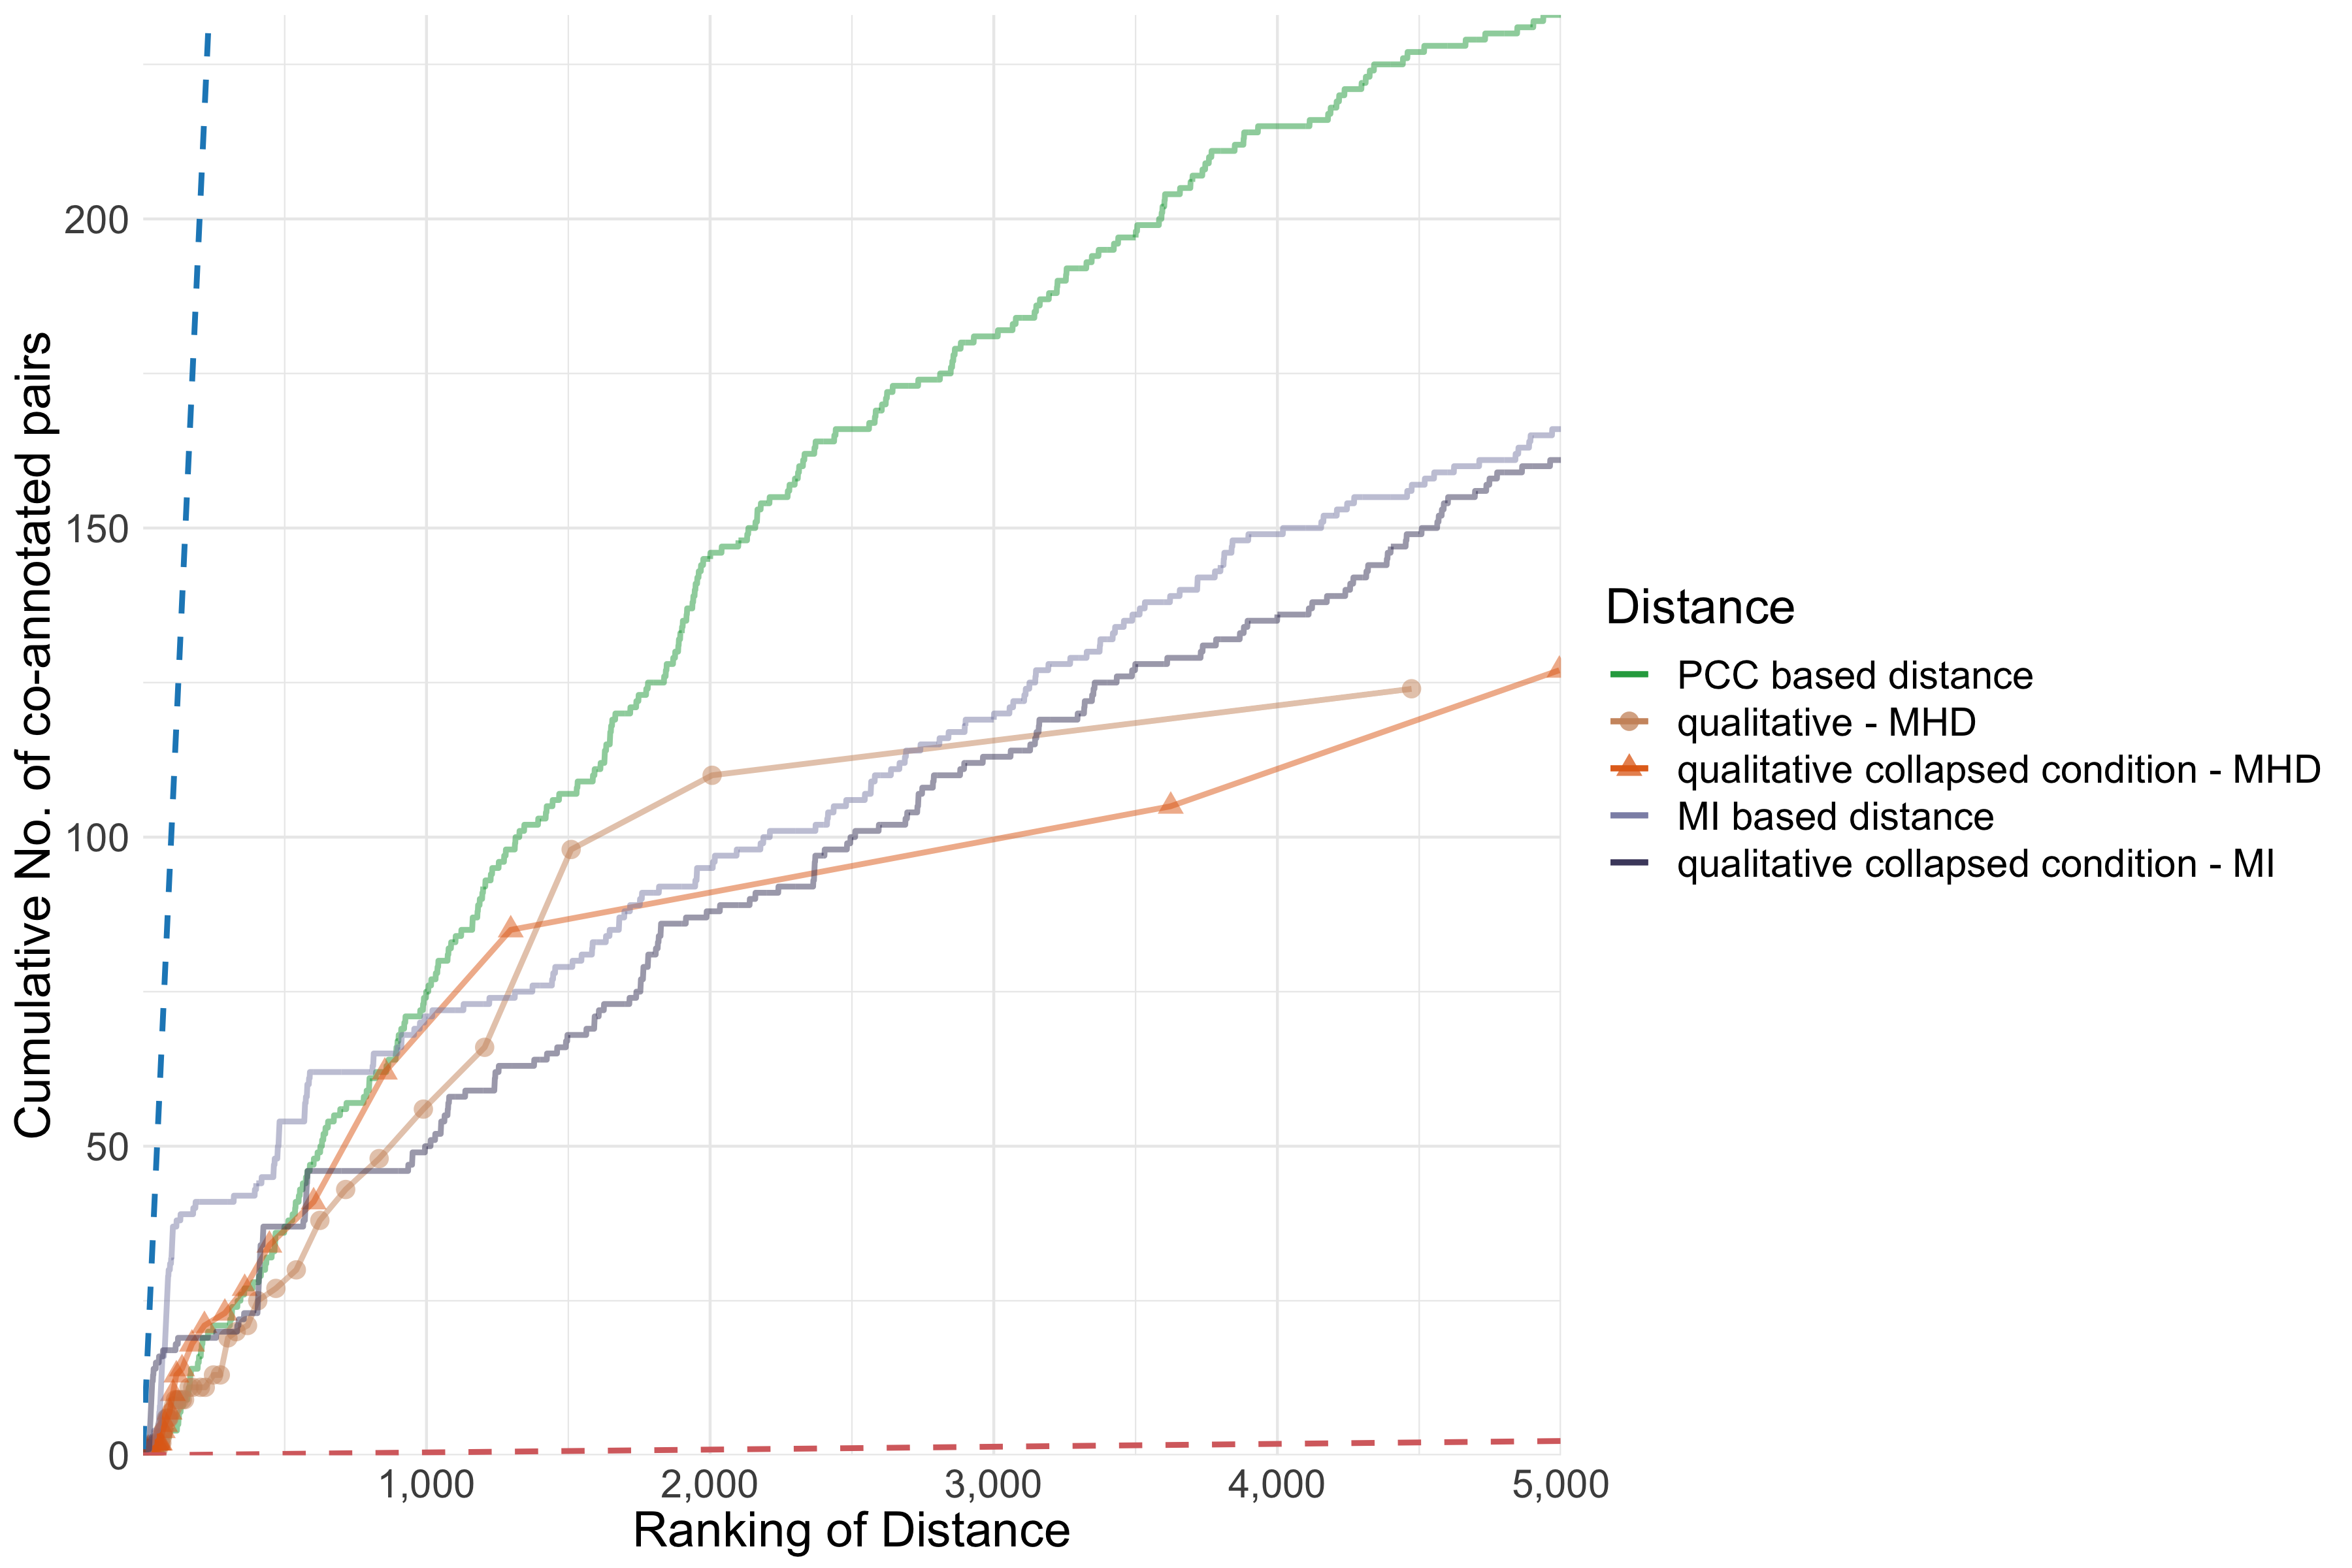 Cumulative No. of co-annotated pairs
200
150
100
50
0
1,000
2,000
3,000
4,000
5,000
Ranking of Distance
Distance
PCC based distance
qualitative - MHD
qualitative collapsed condition - MHD
MI based distance
qualitative collapsed condition - MI